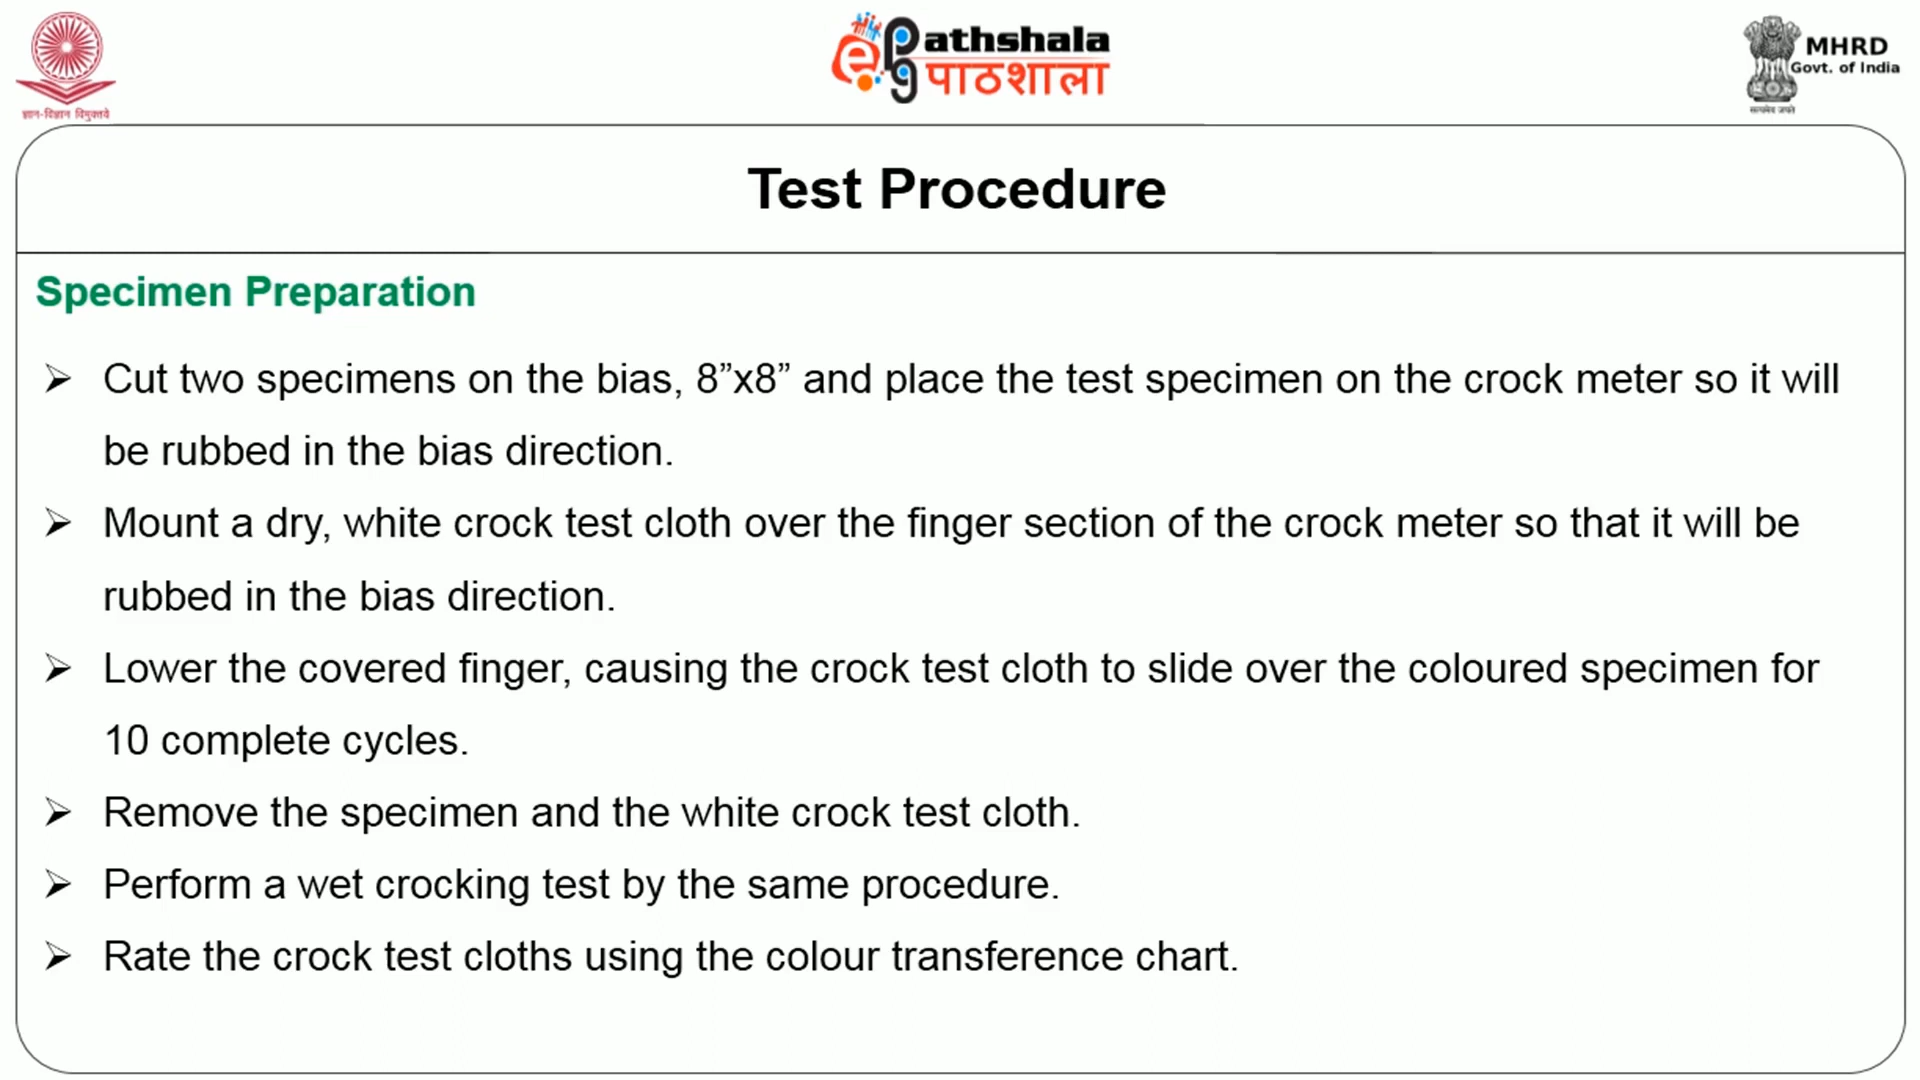 ज्ञान-विज्ञान विमुक्तये
e
pg
athshala
पाठशाला
MHRD
Govt. of India
सत्यमेव जयते
Test Procedure
Specimen Preparation
➢ Cut two specimens on the bias, 8”x8” and place the test specimen on the crock meter so it will
be rubbed in the bias direction.
➢ Mount a dry, white crock test cloth over the finger section of the crock meter so that it will be
rubbed in the bias direction.
➢ Lower the covered finger, causing the crock test cloth to slide over the coloured specimen for
10 complete cycles.
➢ Remove the specimen and the white crock test cloth.
➢ Perform a wet crocking test by the same procedure.
➢ Rate the crock test cloths using the colour transference chart.